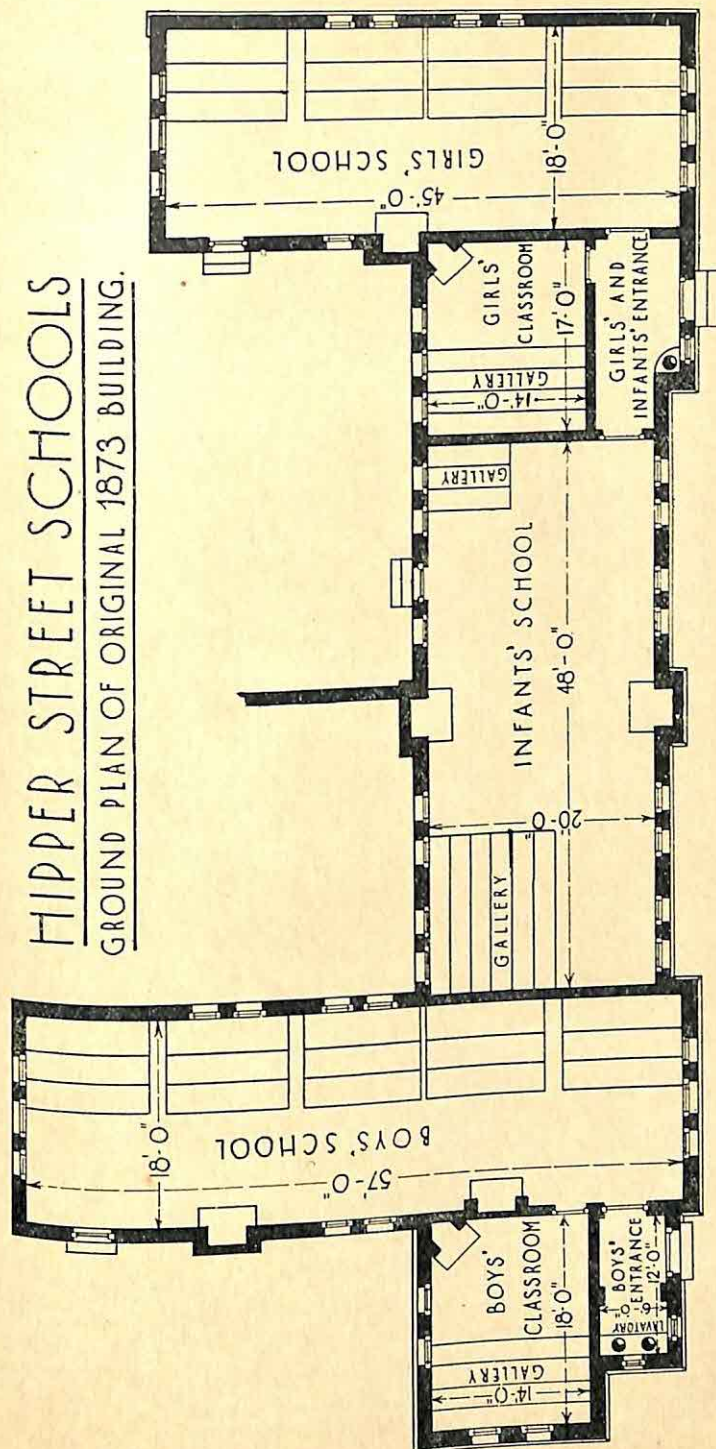 HIPPER STREET SCHOOLS
GROUND PLAN OF ORIGINAL 1873 BUILDING.
BOYS' SCHOOL
18'-0"
57'-0"
BOYS'
CLASSROOM
18'0"
GALLERY
14'-0"
BOYS'
ENTRANCE
12'0"
6'-0"
LAVATORY
INFANTS' SCHOOL
48'-0"
20'-0"
GALLERY
GALLERY
GIRLS'
CLASSROOM
17'0"
GALLERY
14'-0"
GIRLS' AND
INFANTS' ENTRANCE
GIRLS' SCHOOL
45'-0"
18'-0"